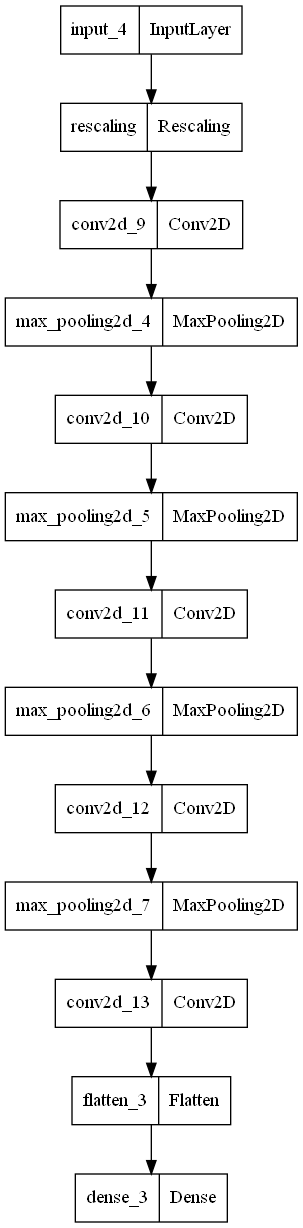 input_4 InputLayer
rescaling Rescaling
conv2d_9 Conv2D
max_pooling2d_4 MaxPooling2D
conv2d_10 Conv2D
max_pooling2d_5 MaxPooling2D
conv2d_11 Conv2D
max_pooling2d_6 MaxPooling2D
conv2d_12 Conv2D
max_pooling2d_7 MaxPooling2D
conv2d_13 Conv2D
flatten_3 Flatten
dense_3 Dense